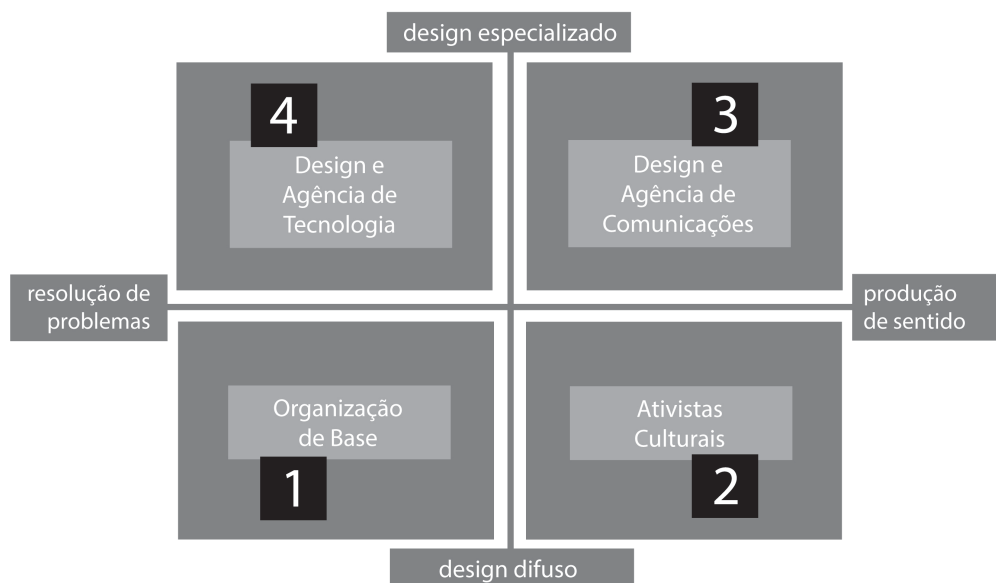 design especializado
4
Design e
Agência de
Tecnologia
3
Design e
Agência de
Comunicações
resolução de
problemas
produção
de sentido
Organização
de Base
1
Ativistas
Culturais
2
design difuso